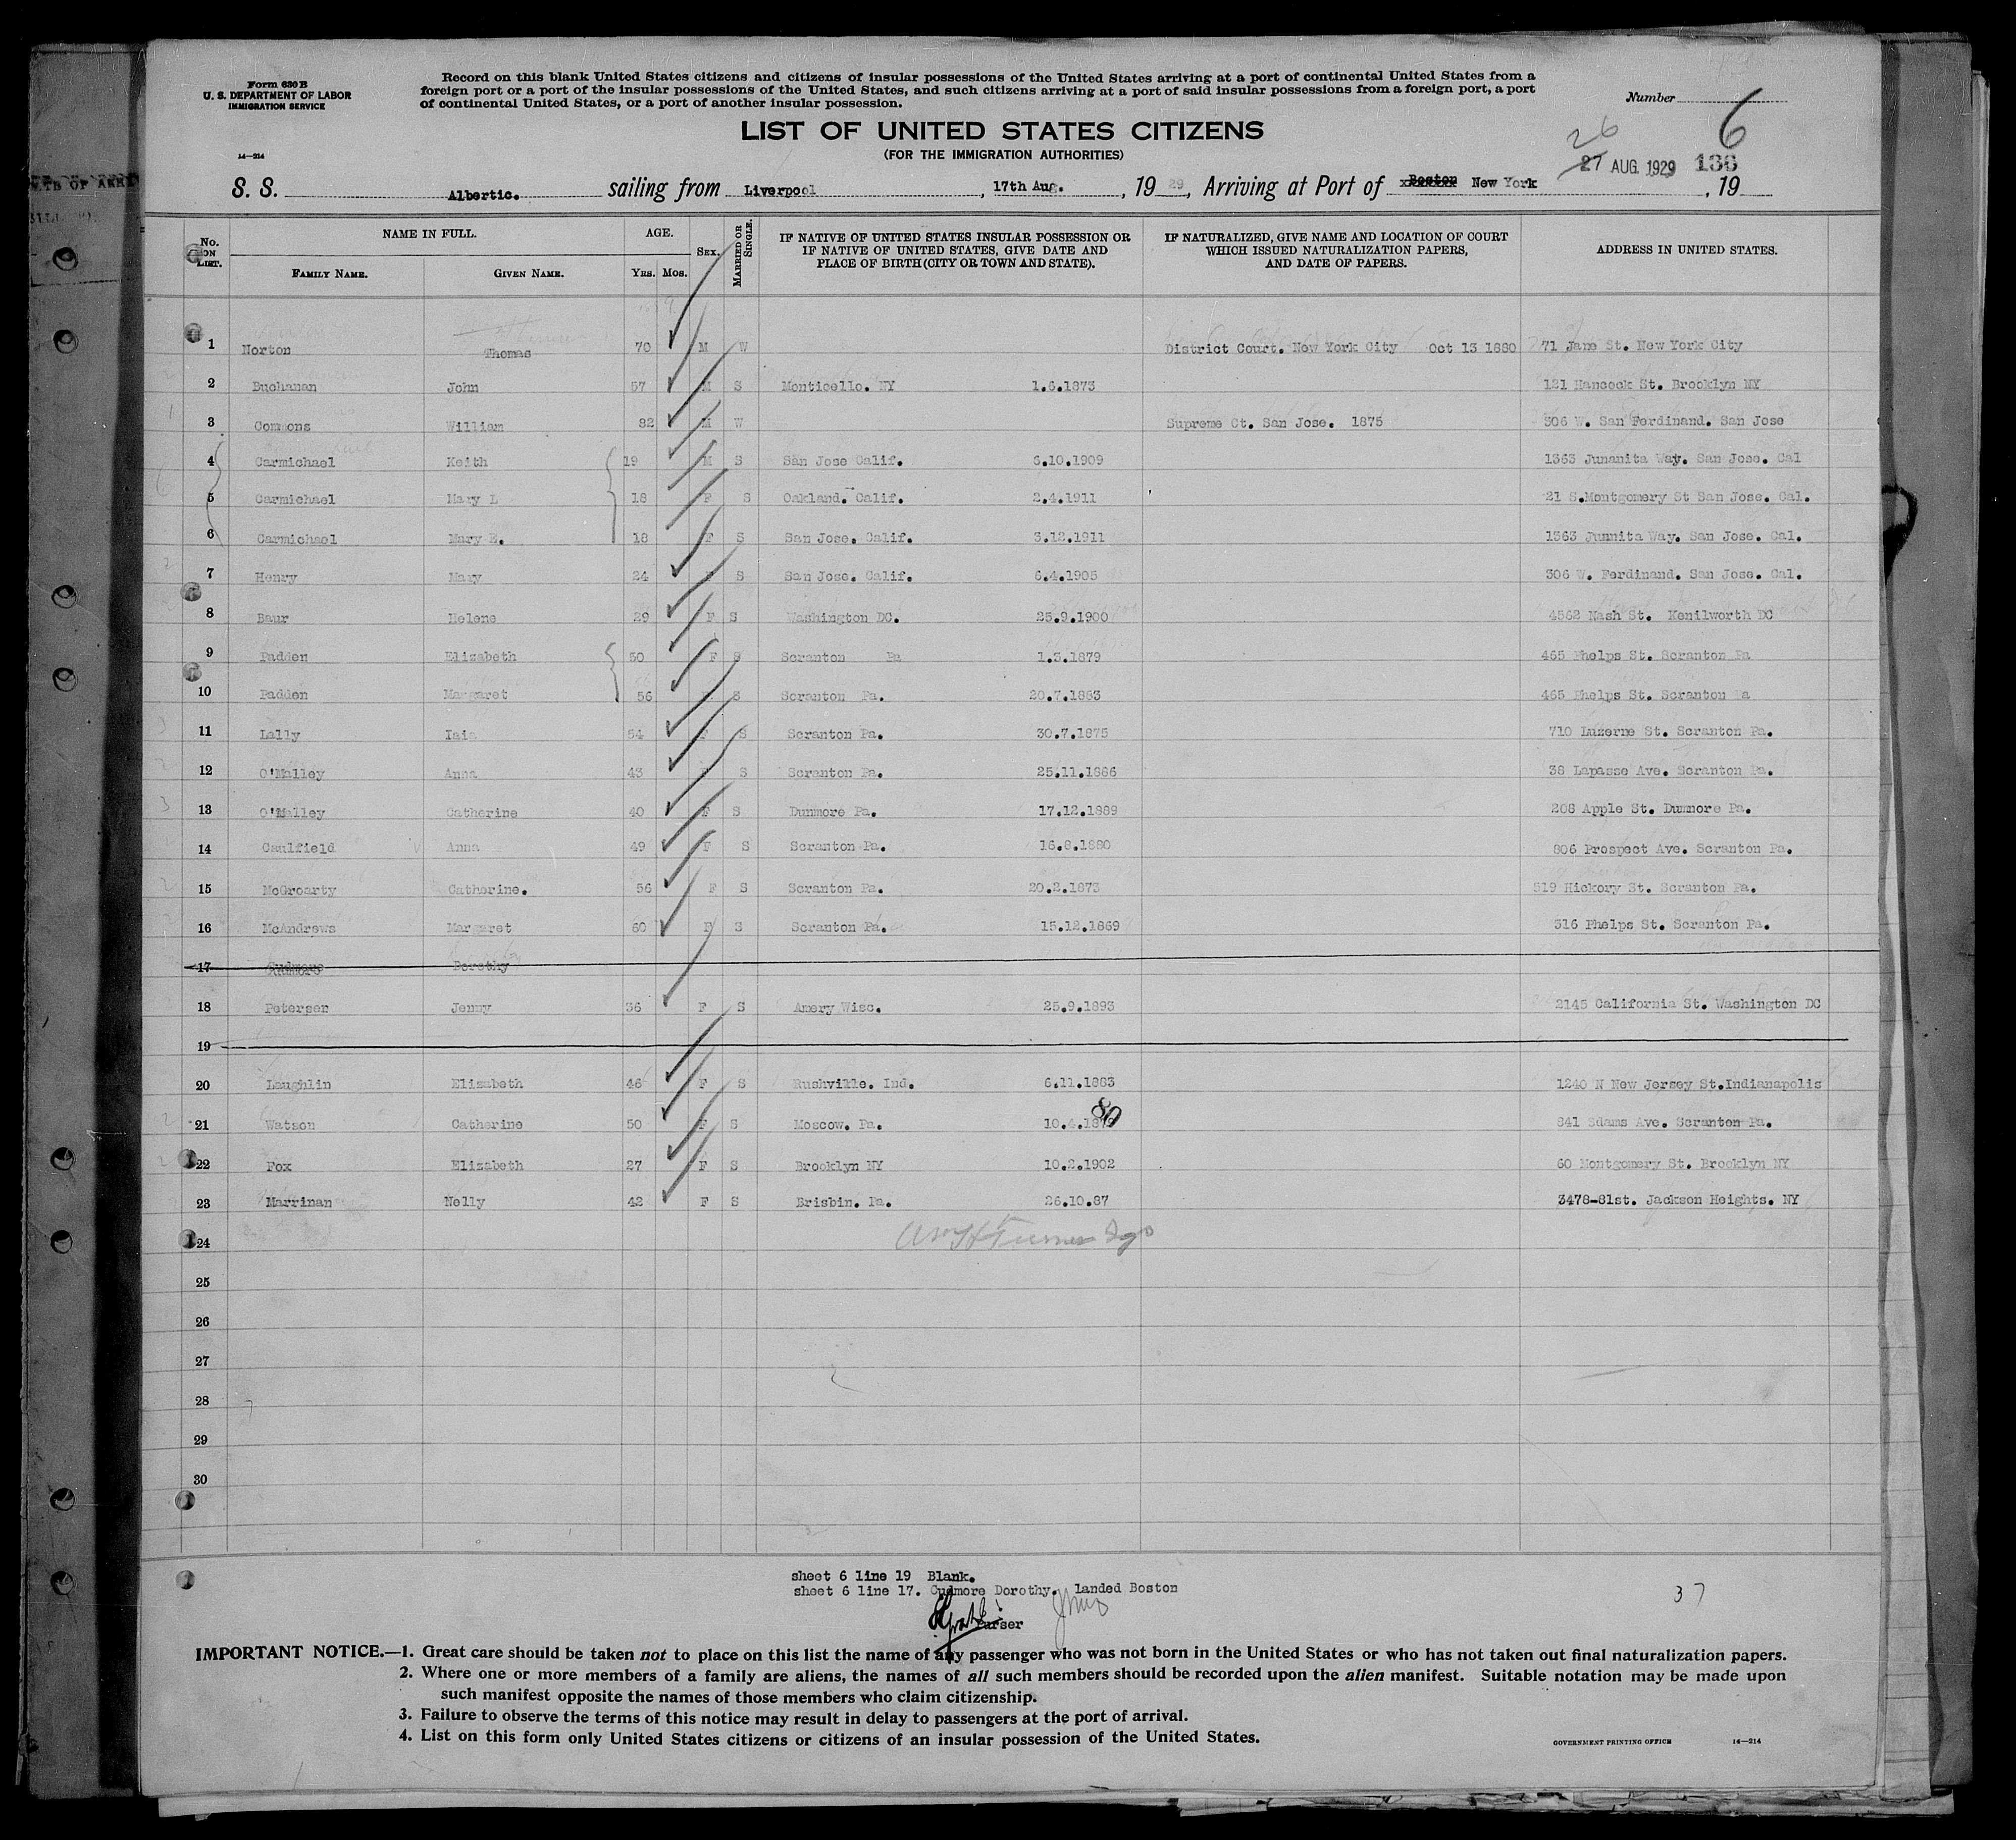 Form 630 B
U. S. DEPARTMENT OF LABOR
IMMIGRATION SERVICE
14—214
Record on this blank United States citizens and citizens of insular possessions of the United States arriving at a port of continental United States from a
foreign port or a port of the insular possessions of the United States, and such citizens arriving at a port of said insular possessions from a foreign port, a port
of continental United States, or a port of another insular possession.
Number 6
LIST OF UNITED STATES CITIZENS
(FOR THE IMMIGRATION AUTHORITIES)
26
27 AUG 1929 136
S. S. Albertic. sailing from Liverpool, 17th Aug., 1929, Arriving at Port of Boston New York, 19
No. ON LIST. NAME IN FULL. AGE. SEX. MARRIED OR SINGLE. IF NATIVE OF UNITED STATES INSULAR POSSESSION OR IF NATIVE OF UNITED STATES, GIVE DATE AND PLACE OF BIRTH (CITY OR TOWN AND STATE). IF NATURALIZED, GIVE NAME AND LOCATION OF COURT WHICH ISSUED NATURALIZATION PAPERS, AND DATE OF PAPERS. ADDRESS IN UNITED STATES.
FAMILY NAME. GIVEN NAME. YRS. MOS.
1 Norton Thomas 70 M W District Court. New York City Oct 13 1880 71 Jane St. New York City
2 Buchanan John 57 M S Monticello. NY 1.6.1873 121 Hancock St. Brooklyn NY
3 Commons William 82 M W Supreme Ct. San Jose. 1875 306 W. San Ferdinand. San Jose
4 Carmichael Keith 19 M S San Jose Calif. 6.10.1909 1363 Junanita Way. San Jose. Cal
5 Carmichael Mary L 18 F S Oakland. Calif. 2.4.1911 21 S.Montgomery St San Jose. Cal.
6 Carmichael Mary E. 18 F S San Jose. Calif. 3.12.1911 1363 Junnita Way. San Jose. Cal.
7 Henry Mary 24 F S San Jose. Calif. 6.4.1905 306 W. Ferdinand. San Jose. Cal.
8 Baur Helene 29 F S Washington DC. 25.9.1900 4562 Nash St. Kenilworth DC
9 Padden Elizabeth 50 F S Scranton Pa 1.3.1879 465 Phelps St. Scranton Pa
10 Padden Margaret 56 S Scranton Pa. 20.7.1883 465 Phelps St. Scranton Pa
11 Lally Isis 54 F S Scranton Pa. 30.7.1875 710 Luzerne St. Scranton Pa.
12 O'Malley Anna 43 F S Scranton Pa. 25.11.1886 38 Lapasse Ave. Scranton Pa.
13 O'Malley Catherine 40 F S Dunmore Pa. 17.12.1889 208 Apple St. Dunmore Pa.
14 Caulfield Anna 49 F S Scranton Pa. 16.8.1880 806 Prospect Ave. Scranton Pa.
15 McGroarty Catherine. 56 F S Scranton Pa. 20.2.1873 519 Hickory St. Scranton Pa.
16 McAndrews Margaret 60 F S Scranton Pa. 15.12.1869 316 Phelps St. Scranton Pa.
17 Cudmore Dorothy
18 Petersen Jenny 36 F S Amery Wisc. 25.9.1893 2145 California St. Washington DC
19
20 Laughlin Elizabeth 46 F S Rushville. Ind. 6.11.1883 1240 N New Jersey St.Indianapolis
21 Watson Catherine 50 F S Moscow. Pa. 10.4.18 80 841 Sdams Ave. Scranton Pa.
22 Fox Elizabeth 27 F S Brooklyn NY 10.2.1902 60 Montgomery St. Brooklyn NY
23 Marrinan Nelly 42 F S Brisbin. Pa. 26.10.87 3478-81st. Jackson Heights. NY
24
25
26
27
28
29
30
sheet 6 line 19 Blank.
sheet 6 line 17. Cudmore Dorothy. landed Boston
Purser
37
IMPORTANT NOTICE.—1. Great care should be taken not to place on this list the name of any passenger who was not born in the United States or who has not taken out final naturalization papers.
2. Where one or more members of a family are aliens, the names of all such members should be recorded upon the alien manifest. Suitable notation may be made upon
such manifest opposite the names of those members who claim citizenship.
3. Failure to observe the terms of this notice may result in delay to passengers at the port of arrival.
4. List on this form only United States citizens or citizens of an insular possession of the United States.
GOVERNMENT PRINTING OFFICE 14—214